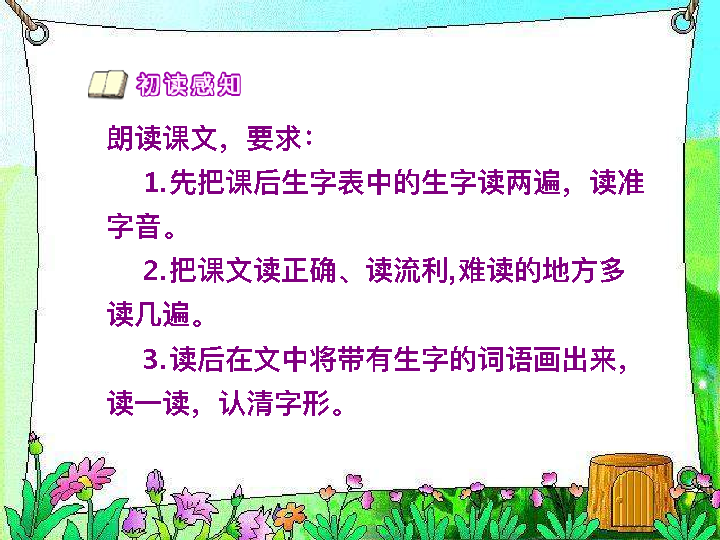 初读感知
朗读课文，要求：
1.先把课后生字表中的生字读两遍，读准
字音。
2.把课文读正确、读流利,难读的地方多
读几遍。
3.读后在文中将带有生字的词语画出来，
读一读，认清字形。